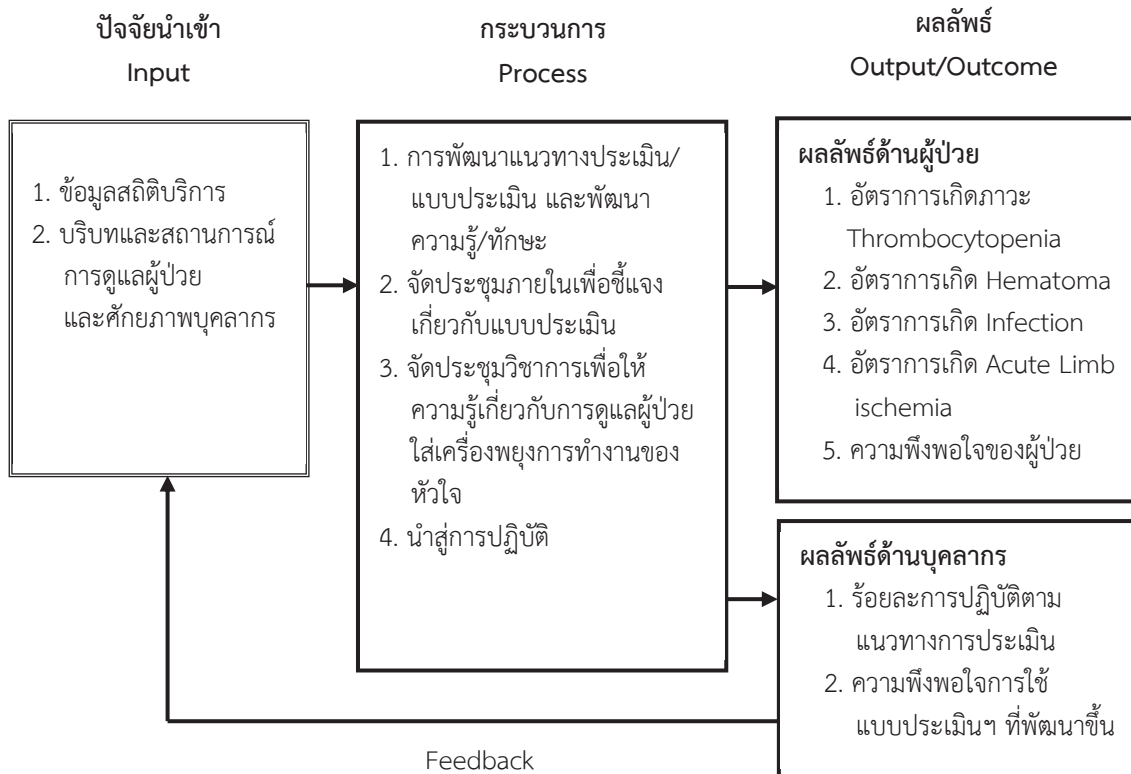 ปัจจัยนำเข้า
Input
กระบวนการ
Process
ผลลัพธ์
Output/Outcome
1. ข้อมูลสถิติบริการ
2. บริบทและสถานการณ์
การดูแลผู้ป่วย
และศักยภาพบุคลากร
1. การพัฒนาแนวทางประเมิน/
แบบประเมิน และพัฒนา
ความรู้/ทักษะ
2. จัดประชุมภายในเพื่อชี้แจง
เกี่ยวกับแบบประเมิน
3. จัดประชุมวิชาการเพื่อให้
ความรู้เกี่ยวกับการดูแลผู้ป่วย
ใส่เครื่องพยุงการทำงานของ
หัวใจ
4. นำสู่การปฏิบัติ
ผลลัพธ์ด้านผู้ป่วย
1. อัตราการเกิดภาวะ
Thrombocytopenia
2. อัตราการเกิด Hematoma
3. อัตราการเกิด Infection
4. อัตราการเกิด Acute Limb
ischemia
5. ความพึงพอใจของผู้ป่วย
ผลลัพธ์ด้านบุคลากร
1. ร้อยละการปฏิบัติตาม
แนวทางการประเมิน
2. ความพึงพอใจการใช้
แบบประเมินฯ ที่พัฒนาขึ้น
Feedback